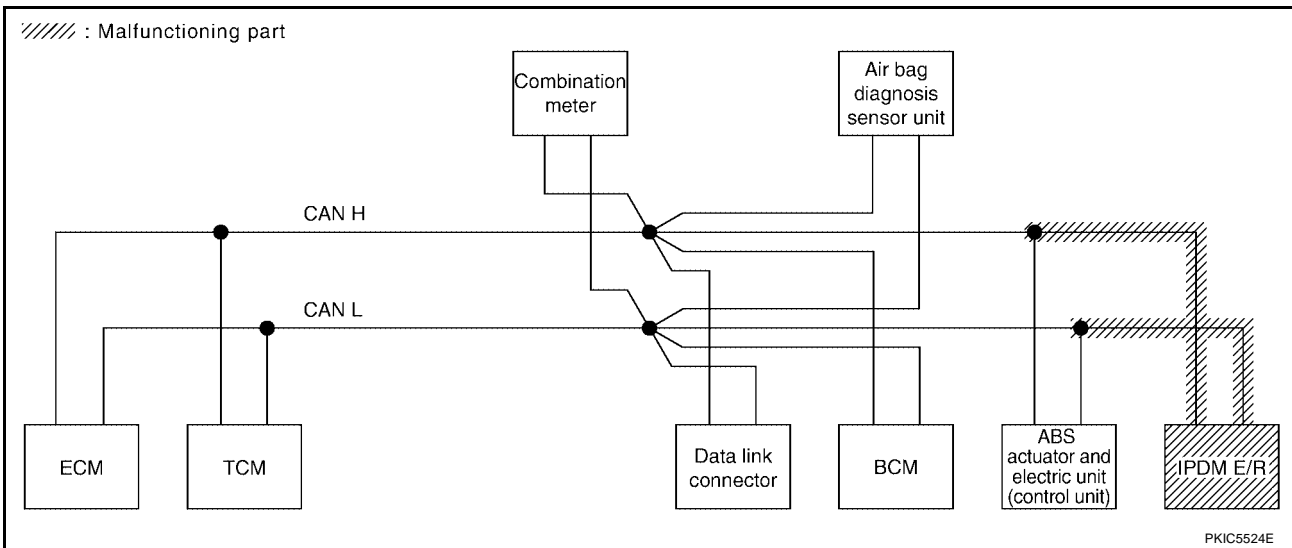 : Malfunctioning part
Combination
meter
Air bag
diagnosis
sensor unit
CAN H
CAN L
ECM
TCM
Data link
connector
BCM
ABS
actuator and
electric unit
(control unit)
IPDM E/R
PKIC5524E